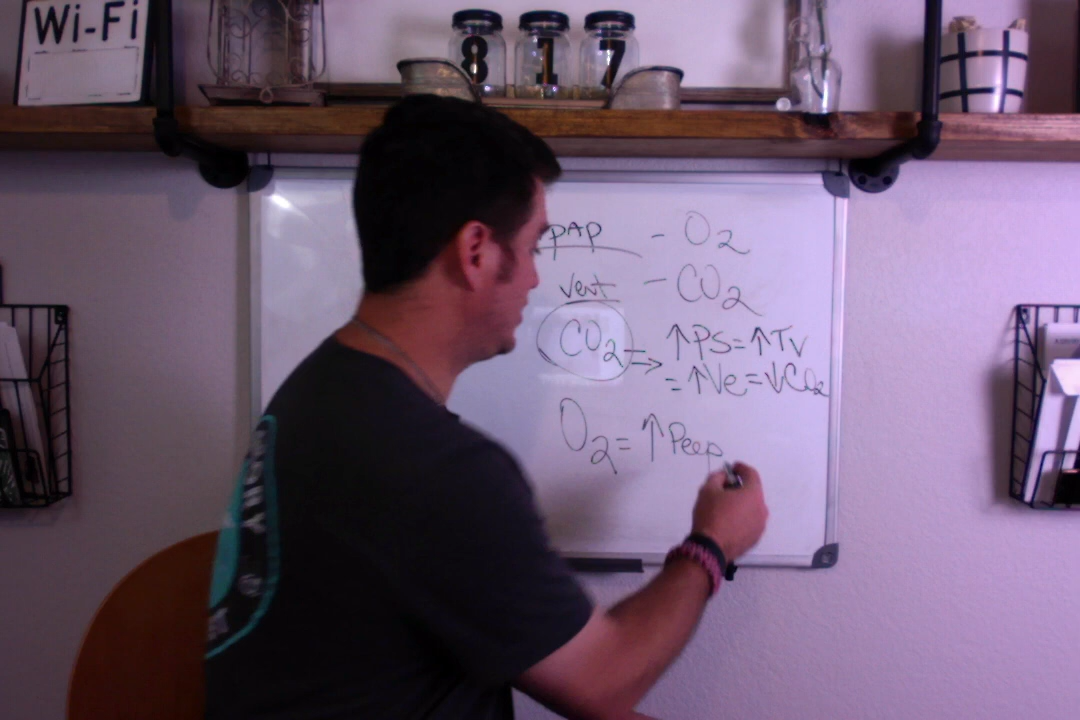 Wi-Fi
8 1 7
PAP - O2
Vent - CO2
CO2 => ↑PS = ↑Tv
= ↑Ve = ↓CO2
O2 = ↑Peep